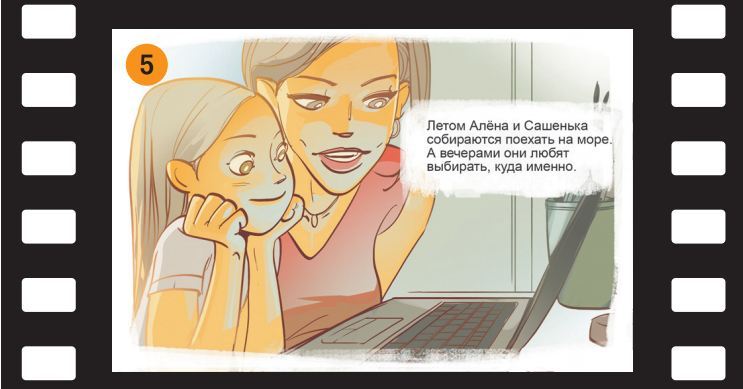 5
Летом Алёна и Сашенька
собираются поехать на море.
А вечерами они любят
выбирать, куда именно.